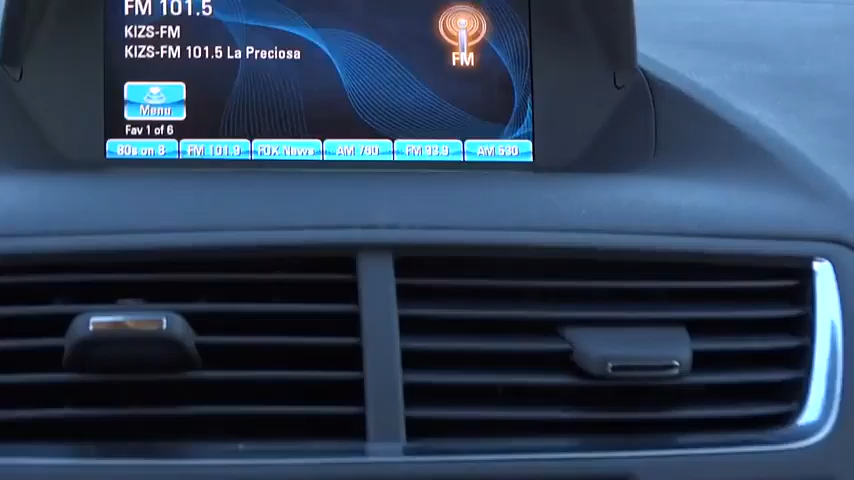 FM 101.5
KIZS-FM
KIZS-FM 101.5 La Preciosa
FM
Menu
Fav 1 of 6
80s on 8 FM 101.9 FOX News AM 760 FM 93.9 AM 530